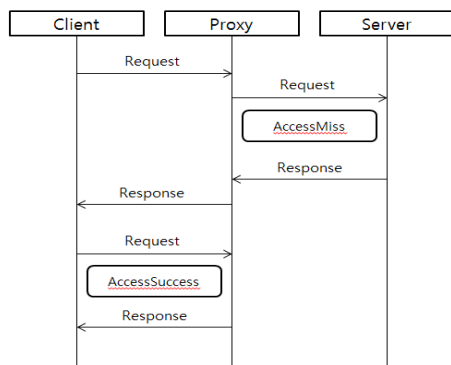 Client Proxy Server
Request
Request
AccessMiss
Response
Response
Request
AccessSuccess
Response